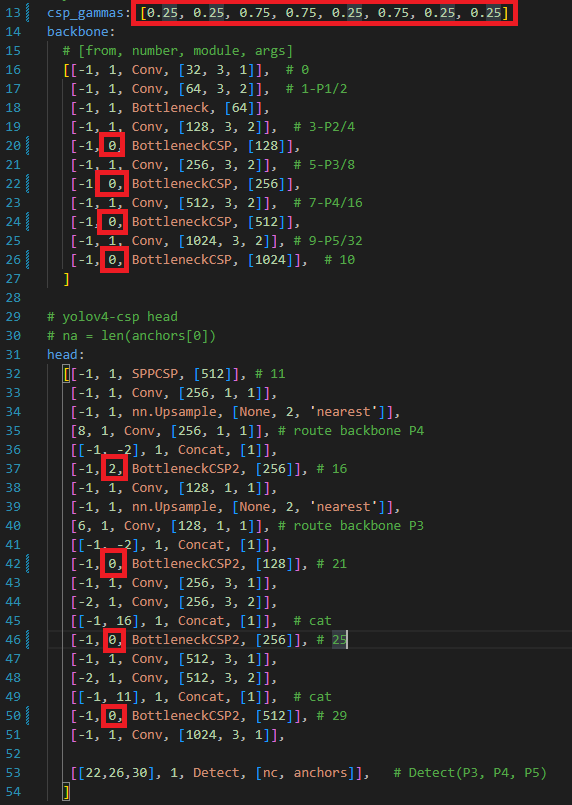 13 csp_gammas: [0.25, 0.25, 0.75, 0.75, 0.25, 0.75, 0.25, 0.25]
14 backbone:
15 # [from, number, module, args]
16 [[-1, 1, Conv, [32, 3, 1]], # 0
17 [-1, 1, Conv, [64, 3, 2]], # 1-P1/2
18 [-1, 1, Bottleneck, [64]],
19 [-1, 1, Conv, [128, 3, 2]], # 3-P2/4
20 [-1, 0, BottleneckCSP, [128]],
21 [-1, 1, Conv, [256, 3, 2]], # 5-P3/8
22 [-1, 0, BottleneckCSP, [256]],
23 [-1, 1, Conv, [512, 3, 2]], # 7-P4/16
24 [-1, 0, BottleneckCSP, [512]],
25 [-1, 1, Conv, [1024, 3, 2]], # 9-P5/32
26 [-1, 0, BottleneckCSP, [1024]], # 10
27 ]
28
29 # yolov4-csp head
30 # na = len(anchors[0])
31 head:
32 [[-1, 1, SPPCSP, [512]], # 11
33 [-1, 1, Conv, [256, 1, 1]],
34 [-1, 1, nn.Upsample, [None, 2, 'nearest']],
35 [8, 1, Conv, [256, 1, 1]], # route backbone P4
36 [[-1, -2], 1, Concat, [1]],
37 [-1, 2, BottleneckCSP2, [256]], # 16
38 [-1, 1, Conv, [128, 1, 1]],
39 [-1, 1, nn.Upsample, [None, 2, 'nearest']],
40 [6, 1, Conv, [128, 1, 1]], # route backbone P3
41 [[-1, -2], 1, Concat, [1]],
42 [-1, 0, BottleneckCSP2, [128]], # 21
43 [-1, 1, Conv, [256, 3, 1]],
44 [-2, 1, Conv, [256, 3, 2]],
45 [[-1, 16], 1, Concat, [1]], # cat
46 [-1, 0, BottleneckCSP2, [256]], # 25
47 [-1, 1, Conv, [512, 3, 1]],
48 [-2, 1, Conv, [512, 3, 2]],
49 [[-1, 11], 1, Concat, [1]], # cat
50 [-1, 0, BottleneckCSP2, [512]], # 29
51 [-1, 1, Conv, [1024, 3, 1]],
52
53 [[22,26,30], 1, Detect, [nc, anchors]], # Detect(P3, P4, P5)
54 ]